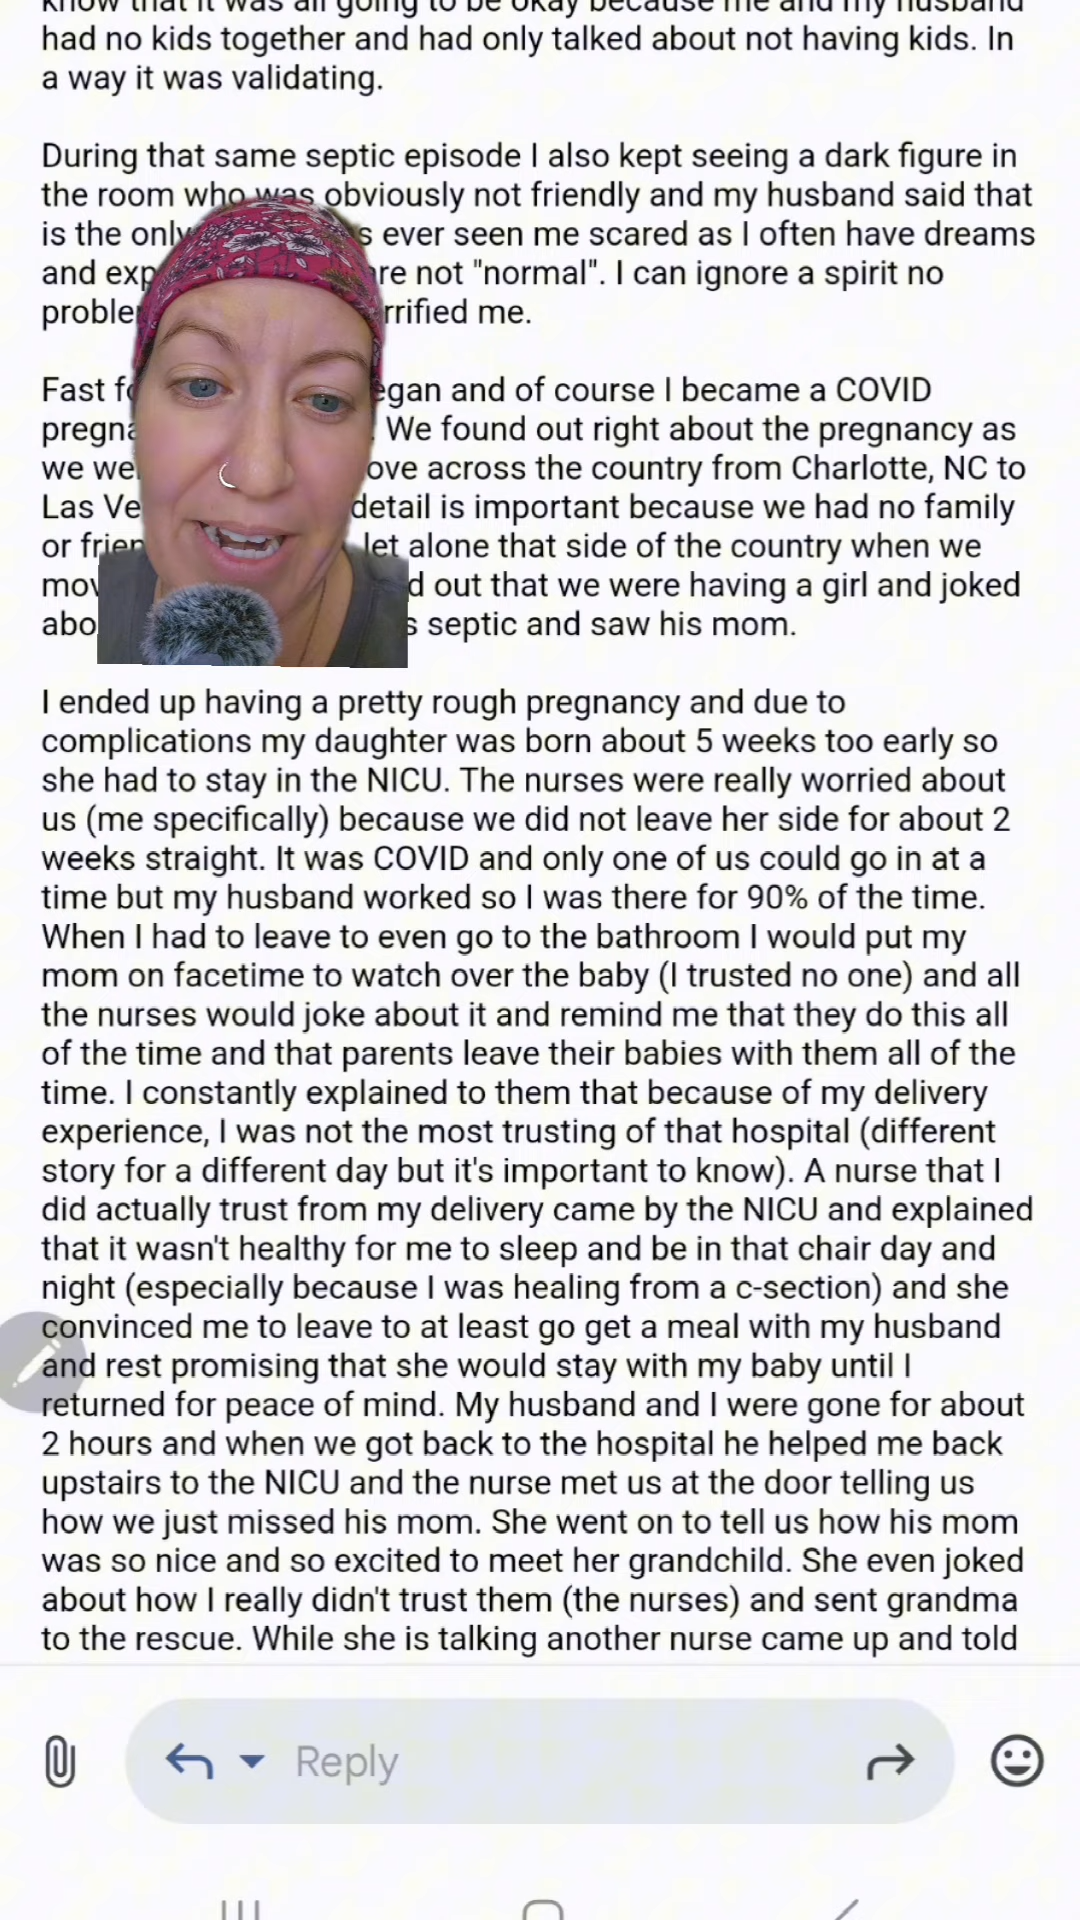 know that it was all going to be okay because me and my husband
had no kids together and had only talked about not having kids. In
a way it was validating.
During that same septic episode I also kept seeing a dark figure in
the room who was obviously not friendly and my husband said that
is the only s ever seen me scared as I often have dreams
and exp re not "normal". I can ignore a spirit no
proble rrified me.
Fast fo egan and of course I became a COVID
pregna We found out right about the pregnancy as
we we ove across the country from Charlotte, NC to
Las Ve detail is important because we had no family
or frien let alone that side of the country when we
mov d out that we were having a girl and joked
abo s septic and saw his mom.
I ended up having a pretty rough pregnancy and due to
complications my daughter was born about 5 weeks too early so
she had to stay in the NICU. The nurses were really worried about
us (me specifically) because we did not leave her side for about 2
weeks straight. It was COVID and only one of us could go in at a
time but my husband worked so I was there for 90% of the time.
When I had to leave to even go to the bathroom I would put my
mom on facetime to watch over the baby (I trusted no one) and all
the nurses would joke about it and remind me that they do this all
of the time and that parents leave their babies with them all of the
time. I constantly explained to them that because of my delivery
experience, I was not the most trusting of that hospital (different
story for a different day but it's important to know). A nurse that I
did actually trust from my delivery came by the NICU and explained
that it wasn't healthy for me to sleep and be in that chair day and
night (especially because I was healing from a c-section) and she
convinced me to leave to at least go get a meal with my husband
and rest promising that she would stay with my baby until I
returned for peace of mind. My husband and I were gone for about
2 hours and when we got back to the hospital he helped me back
upstairs to the NICU and the nurse met us at the door telling us
how we just missed his mom. She went on to tell us how his mom
was so nice and so excited to meet her grandchild. She even joked
about how I really didn't trust them (the nurses) and sent grandma
to the rescue. While she is talking another nurse came up and told
Reply